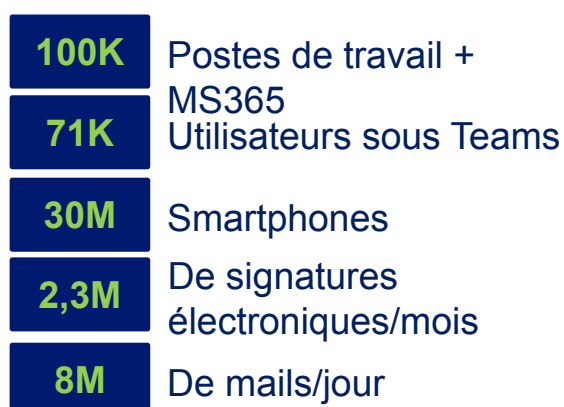 100K Postes de travail +
MS365
71K Utilisateurs sous Teams
30M Smartphones
2,3M De signatures
électroniques/mois
8M De mails/jour